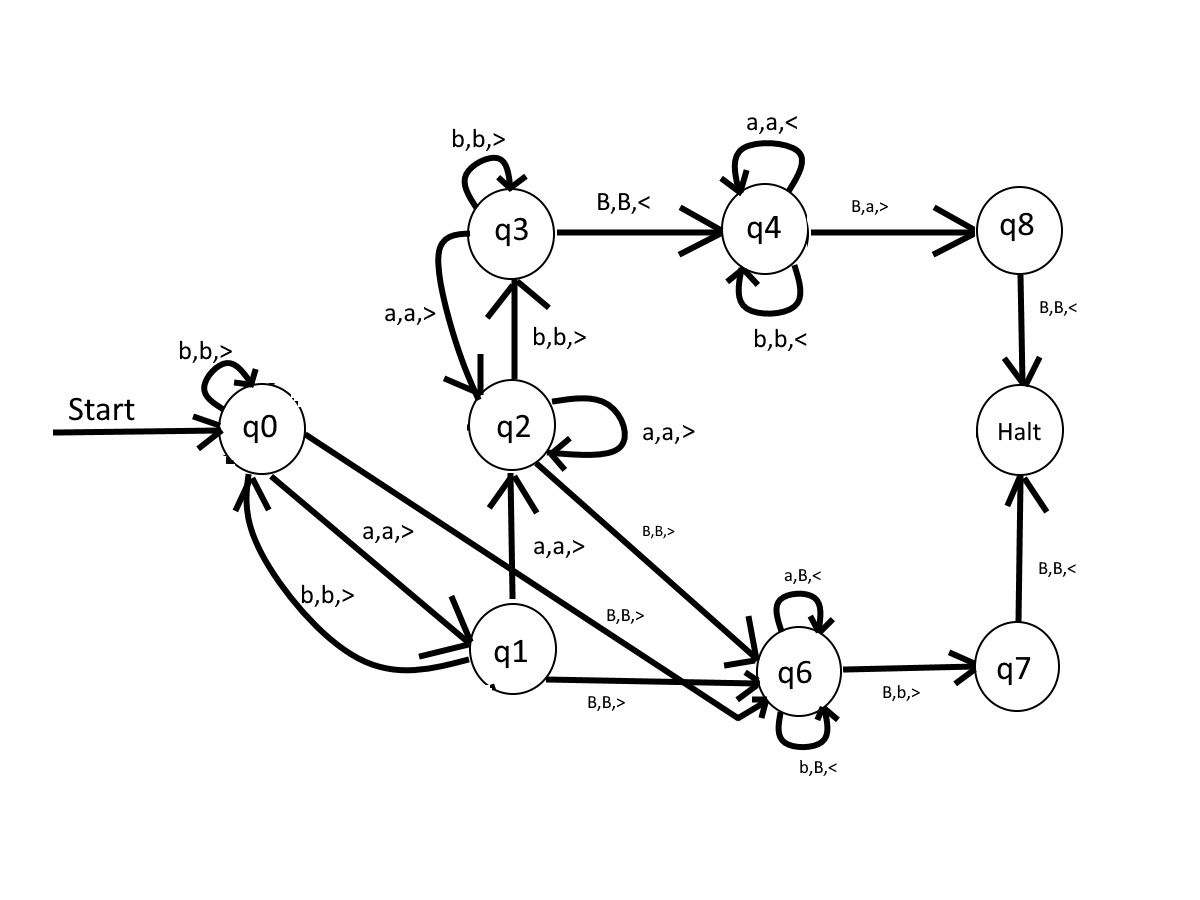 a,a,<
b,b,>
B,B,<
B,a,>
q3
q4
q8
a,a,>
B,B,<
b,b,>
b,b,<
b,b,>
Start
q0
q2
a,a,>
Halt
a,a,>
B,B,>
a,a,>
B,B,<
a,B,<
b,b,>
B,B,>
q1
q6
q7
B,b,>
B,B,>
b,B,<